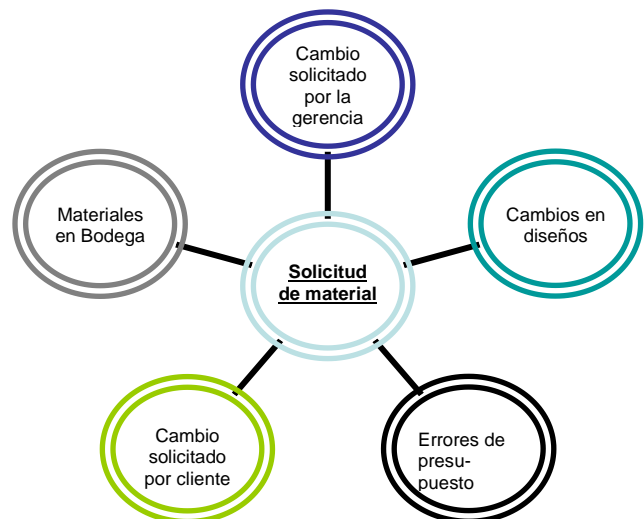 Cambio
solicitado
por la
gerencia
Materiales
en Bodega
Cambios en
diseños
Solicitud
de material
Cambio
solicitado
por cliente
Errores de
presu-
puesto